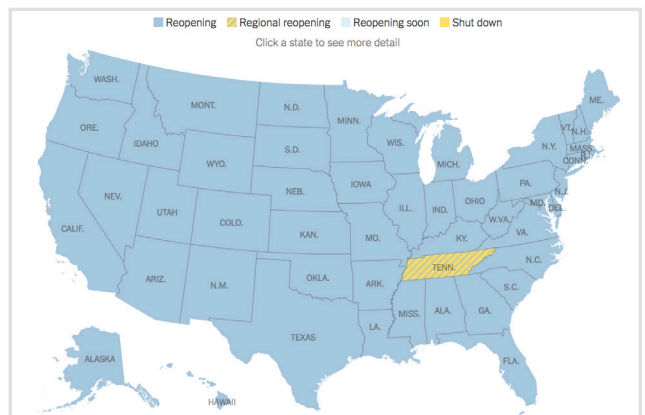 Reopening Regional reopening Reopening soon Shut down
Click a state to see more detail
WASH.
MONT.
N.D.
MINN.
ME.
ORE.
IDAHO
WYO.
S.D.
WIS.
MICH.
N.Y.
VT.
N.H.
MASS.
R.I.
CONN.
NEV.
UTAH
COLO.
NEB.
IOWA
ILL.
IND.
OHIO
PA.
N.J.
MD.
DEL.
CALIF.
KAN.
MO.
KY.
W.VA.
VA.
ARIZ.
N.M.
OKLA.
ARK.
TENN.
N.C.
S.C.
TEXAS
LA.
MISS.
ALA.
GA.
FLA.
ALASKA
HAWAII